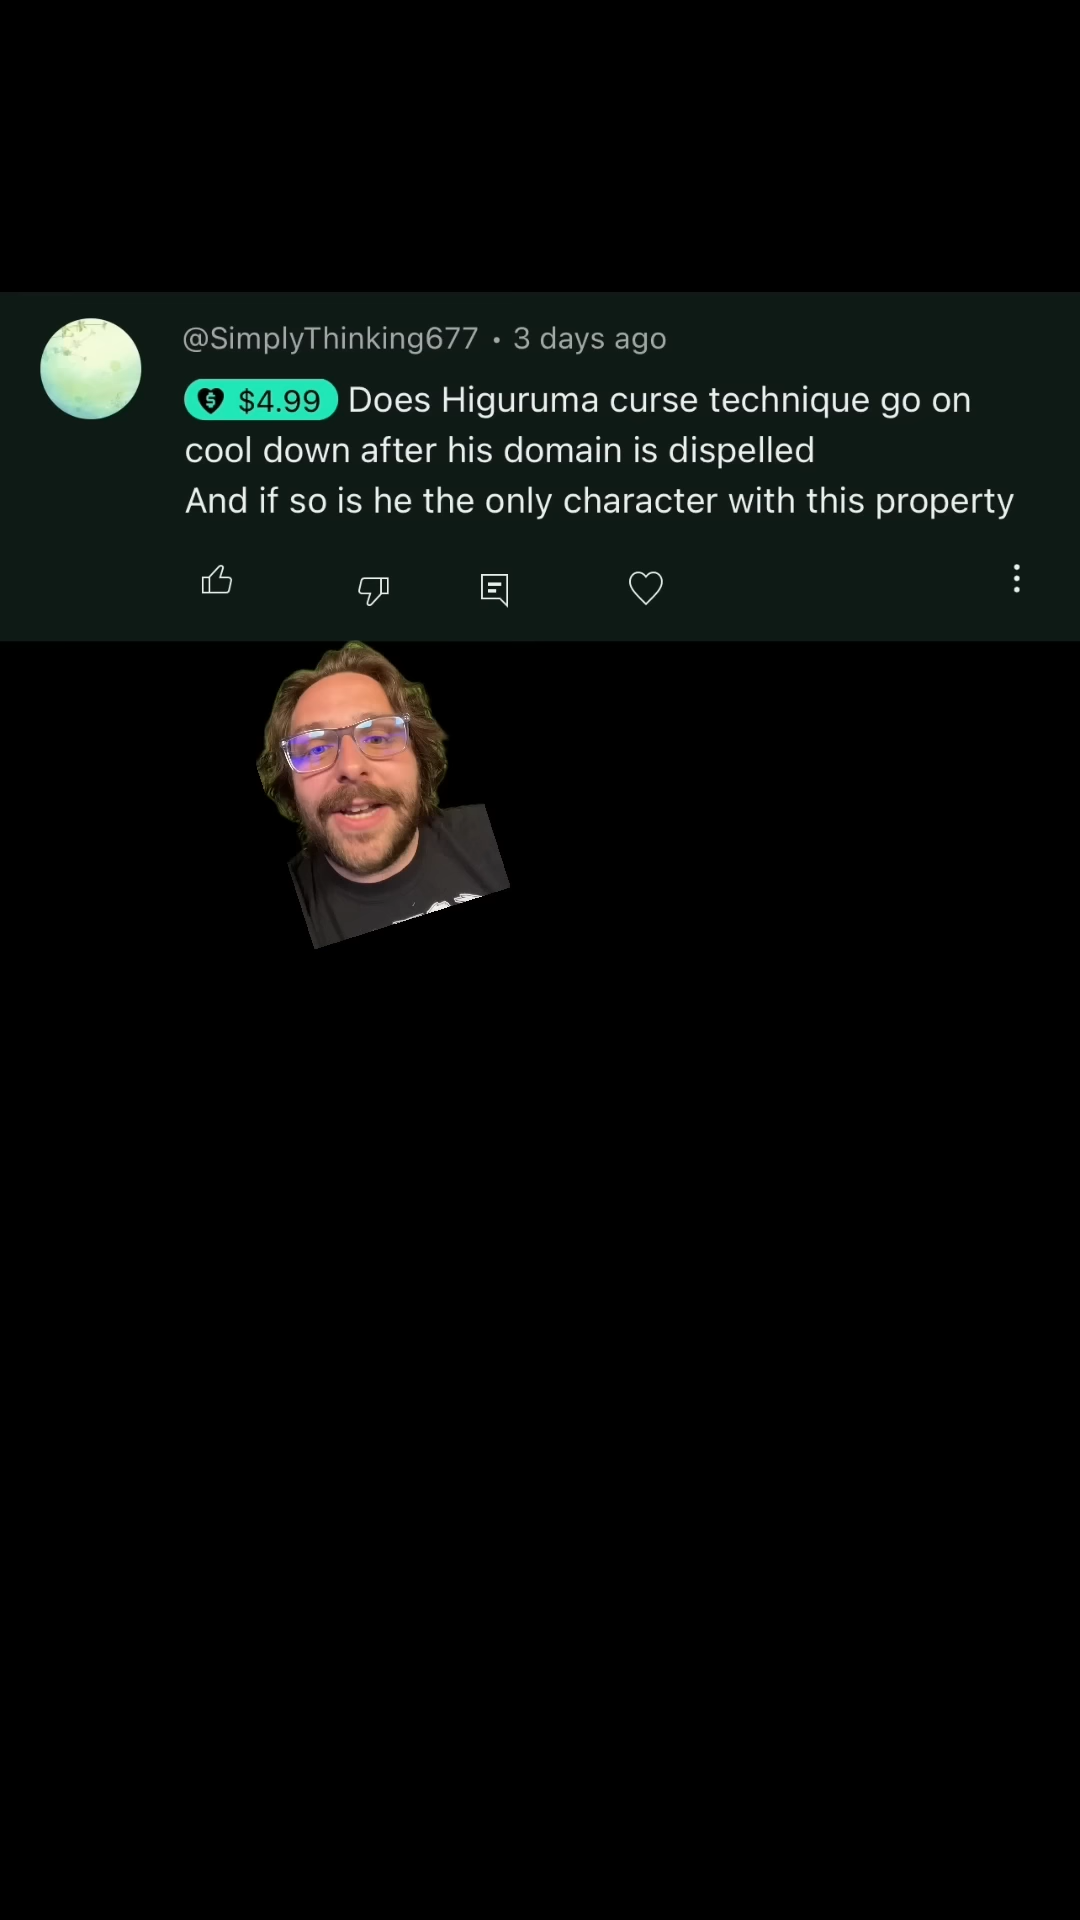 @SimplyThinking677 • 3 days ago
$4.99 Does Higuruma curse technique go on
cool down after his domain is dispelled
And if so is he the only character with this property